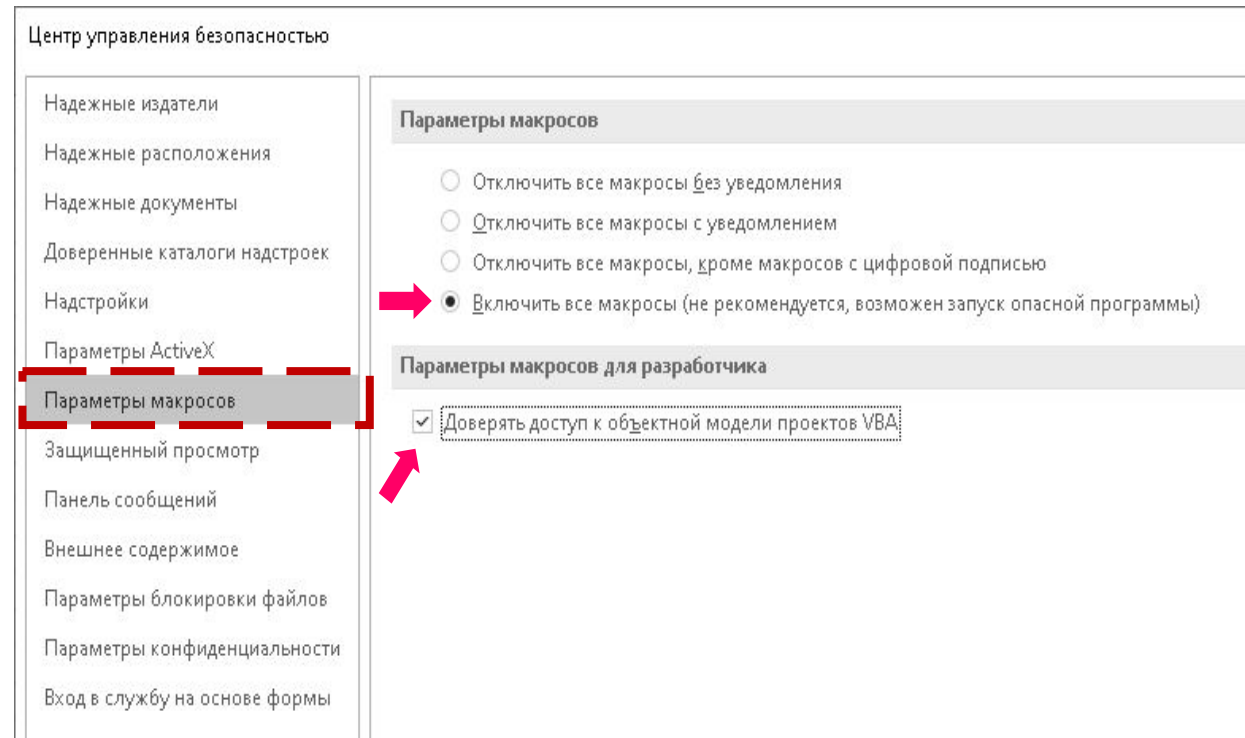 Центр управления безопасностью
Надежные издатели
Надежные расположения
Надежные документы
Доверенные каталоги надстроек
Надстройки
Параметры ActiveX
Параметры макросов
Защищенный просмотр
Панель сообщений
Внешнее содержимое
Параметры блокировки файлов
Параметры конфиденциальности
Вход в службу на основе формы
Параметры макросов
Отключить все макросы без уведомления
Отключить все макросы с уведомлением
Отключить все макросы, кроме макросов с цифровой подписью
Включить все макросы (не рекомендуется, возможен запуск опасной программы)
Параметры макросов для разработчика
Доверять доступ к объектной модели проектов VBA